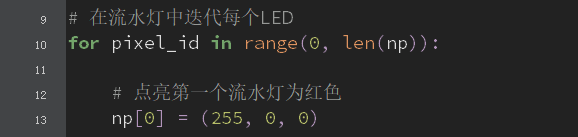 9 # 在流水灯中迭代每个LED
10 for pixel_id in range(0, len(np)):
11
12 # 点亮第一个流水灯为红色
13 np[0] = (255, 0, 0)